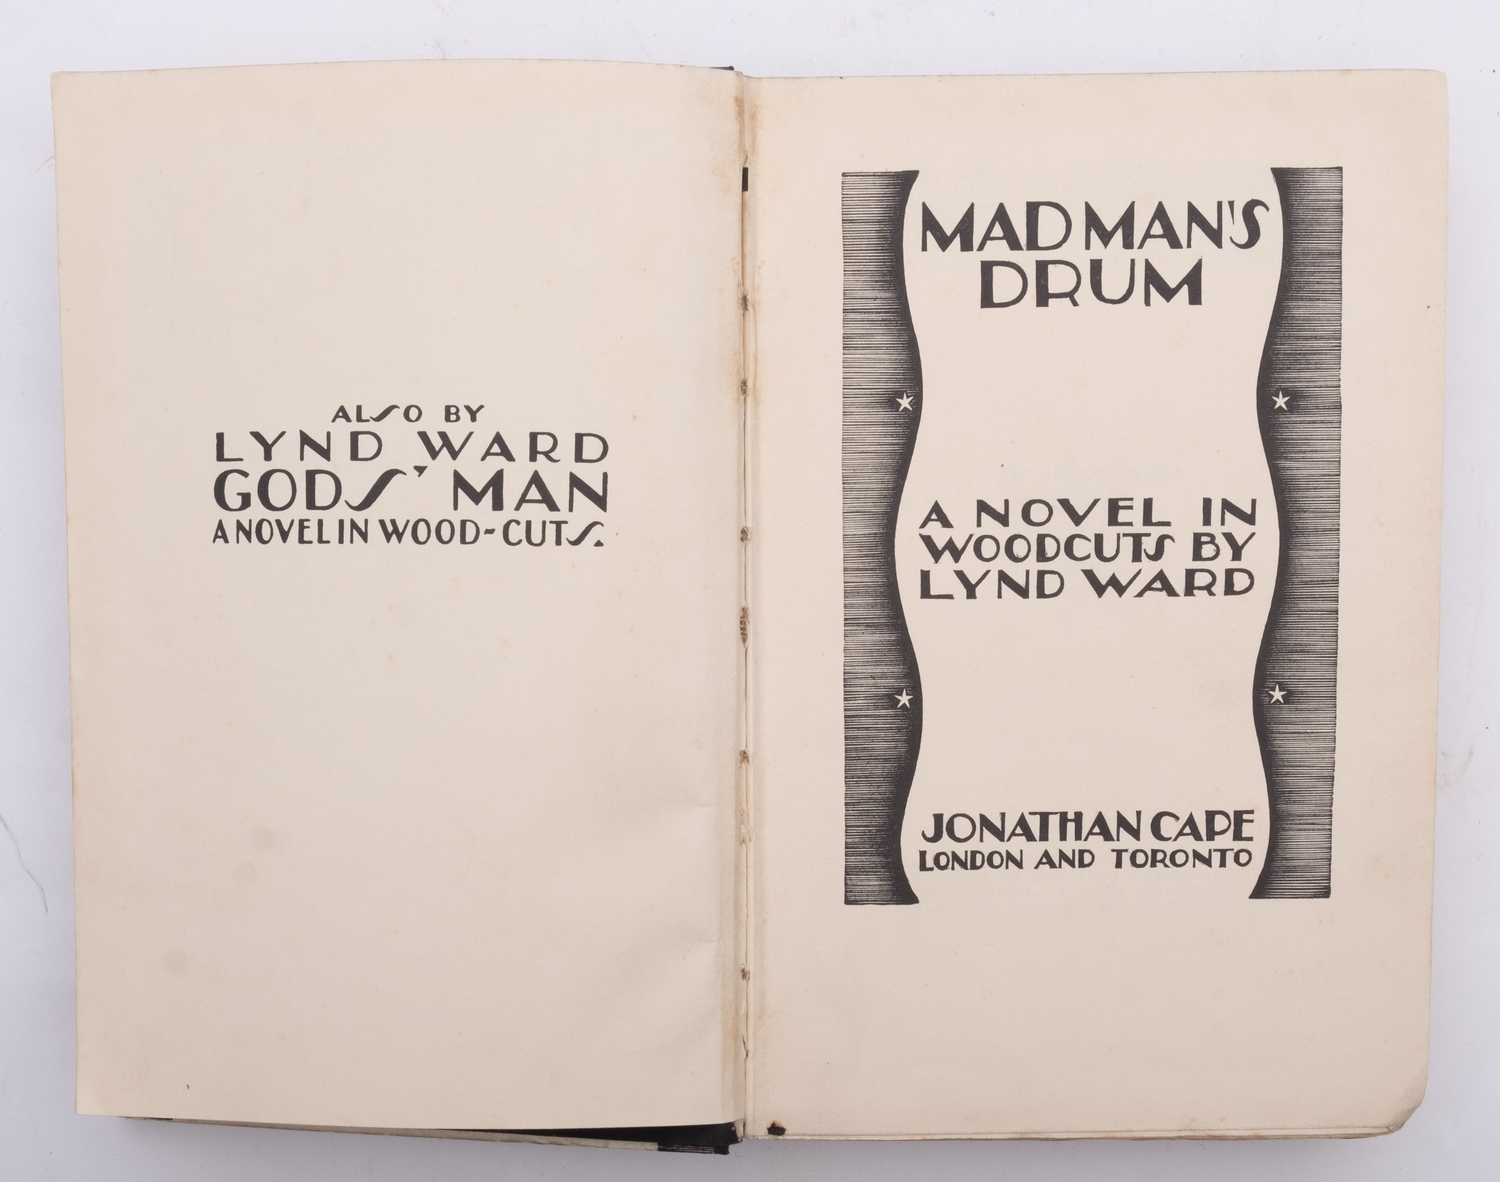 ALSO BY
LYND WARD
GODS' MAN
A NOVEL IN WOOD-CUTS.
MADMAN'S
DRUM
A NOVEL IN
WOODCUTS BY
LYND WARD
JONATHAN CAPE
LONDON AND TORONTO